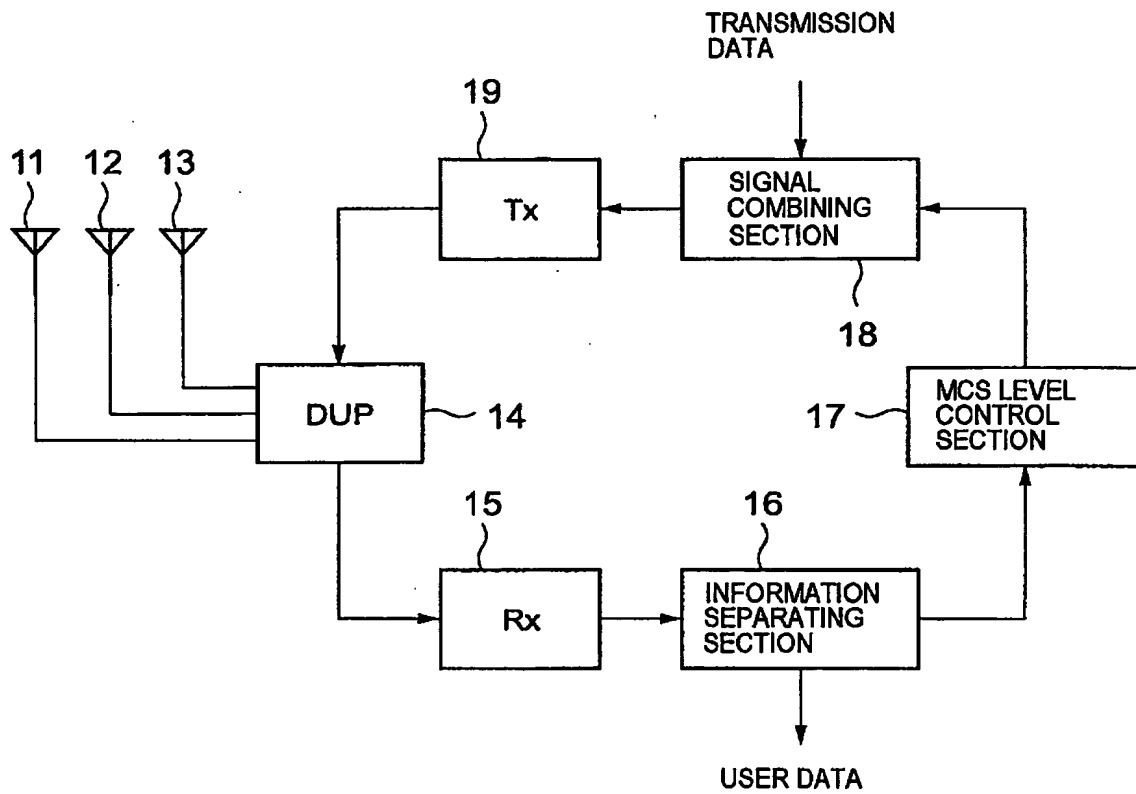 TRANSMISSION
DATA
19
11
12
13
Tx
SIGNAL
COMBINING
SECTION
18
DUP
14
17
MCS LEVEL
CONTROL
SECTION
15
16
Rx
INFORMATION
SEPARATING
SECTION
USER DATA